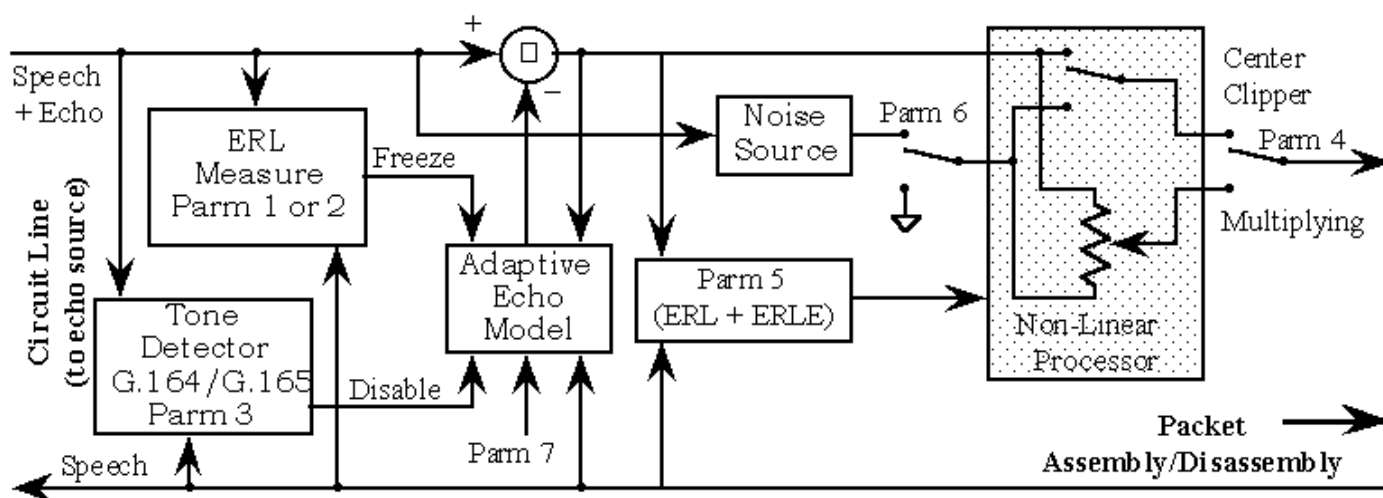 +
Speech
+ Echo
−
ERL
Measure
Parm 1 or 2
Freeze
Noise
Source
Parm 6
Center
Clipper
Parm 4
Multiplying
Circuit Line
(to echo source)
Tone
Detector
G.164/G.165
Parm 3
Disable
Adaptive
Echo
Model
Parm 5
(ERL + ERLE)
Non-Linear
Processor
Parm 7
Speech
Packet
Assembly/Disassembly